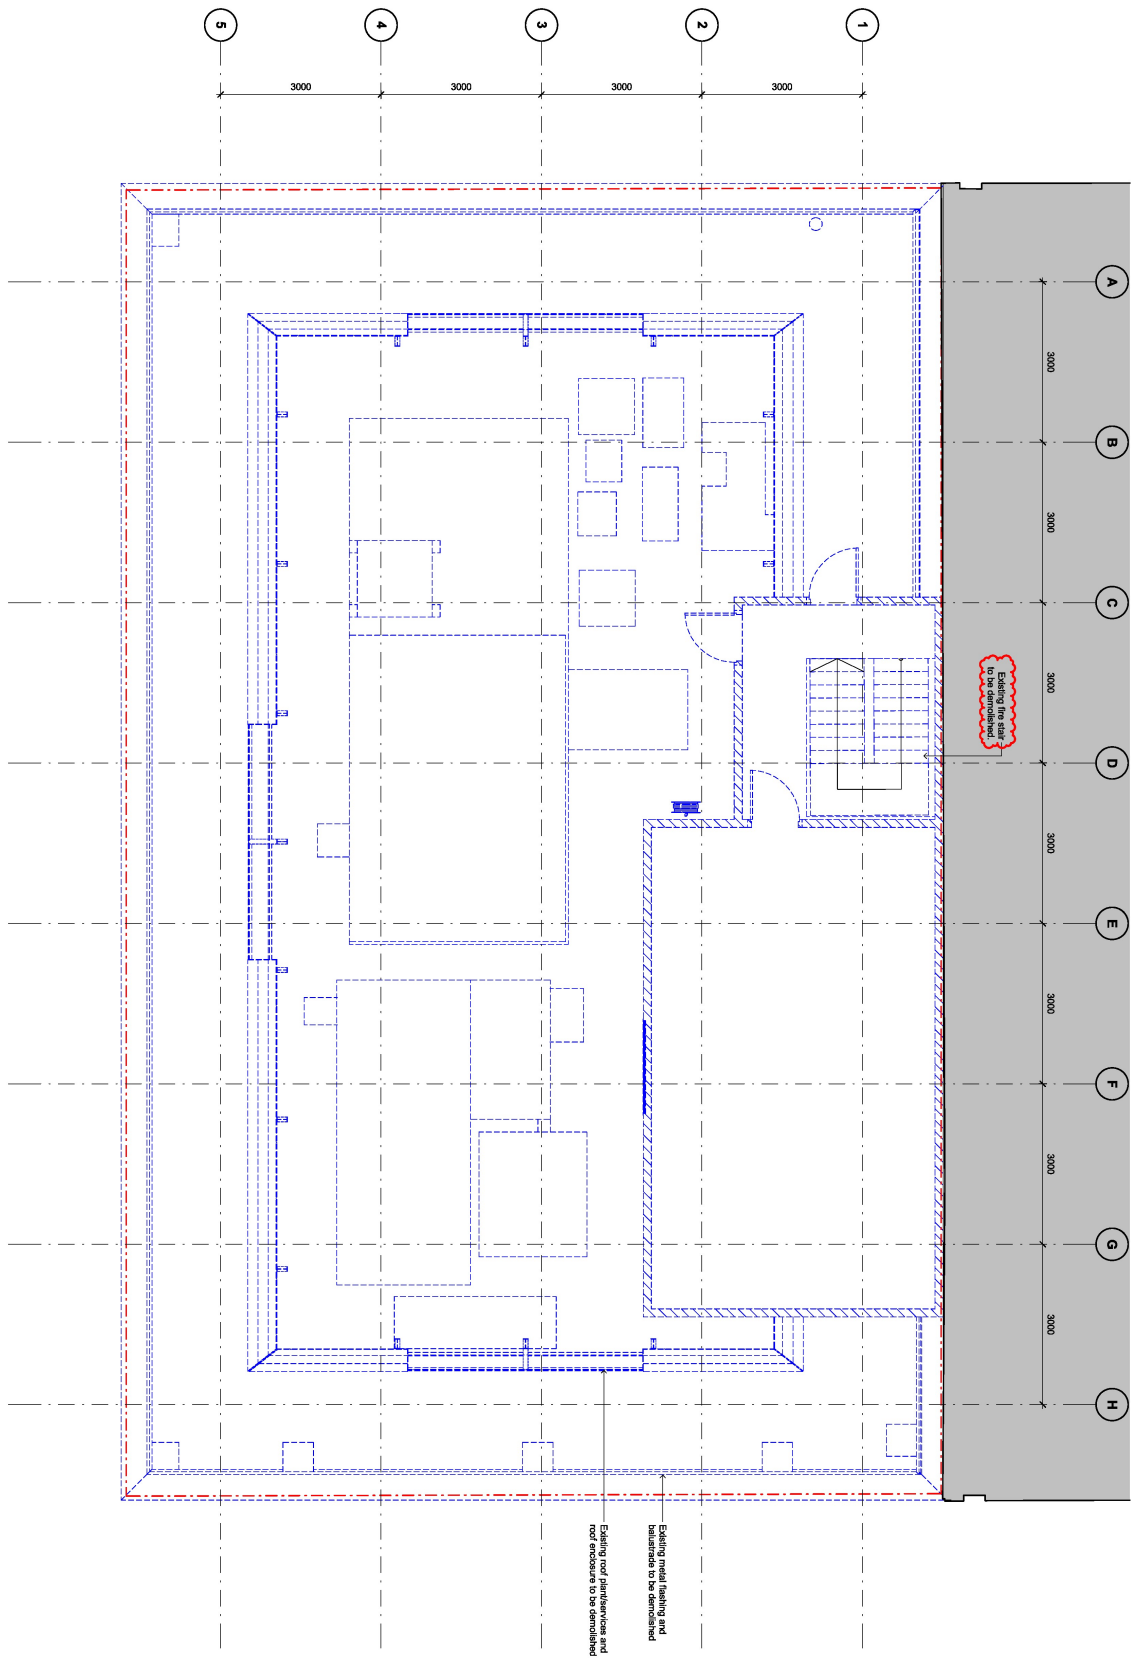 A
B
C
D
E
F
G
H
3000
3000
3000
3000
3000
3000
3000
Existing fire stair
to be demolished.
1
2
3
4
5
3000
3000
3000
3000
Existing metal flashing and
balustrade to be demolished
Existing roof plant/services and
roof enclosure to be demolished